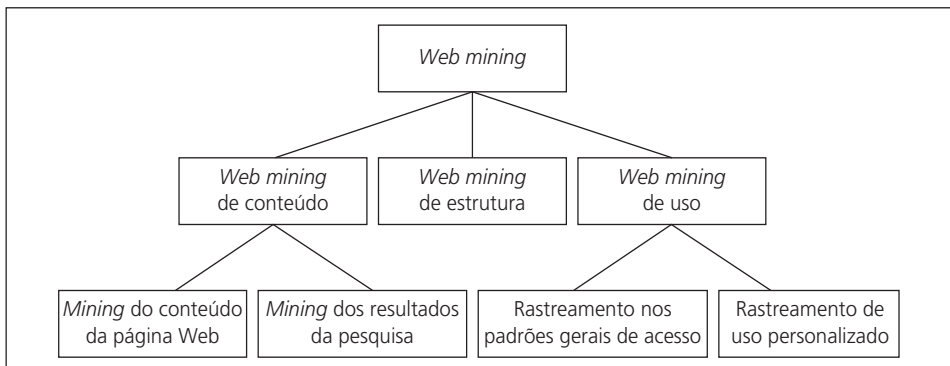 Web mining
Web mining
de conteúdo
Web mining
de estrutura
Web mining
de uso
Mining do conteúdo
da página Web
Mining dos resultados
da pesquisa
Rastreamento nos
padrões gerais de acesso
Rastreamento de
uso personalizado